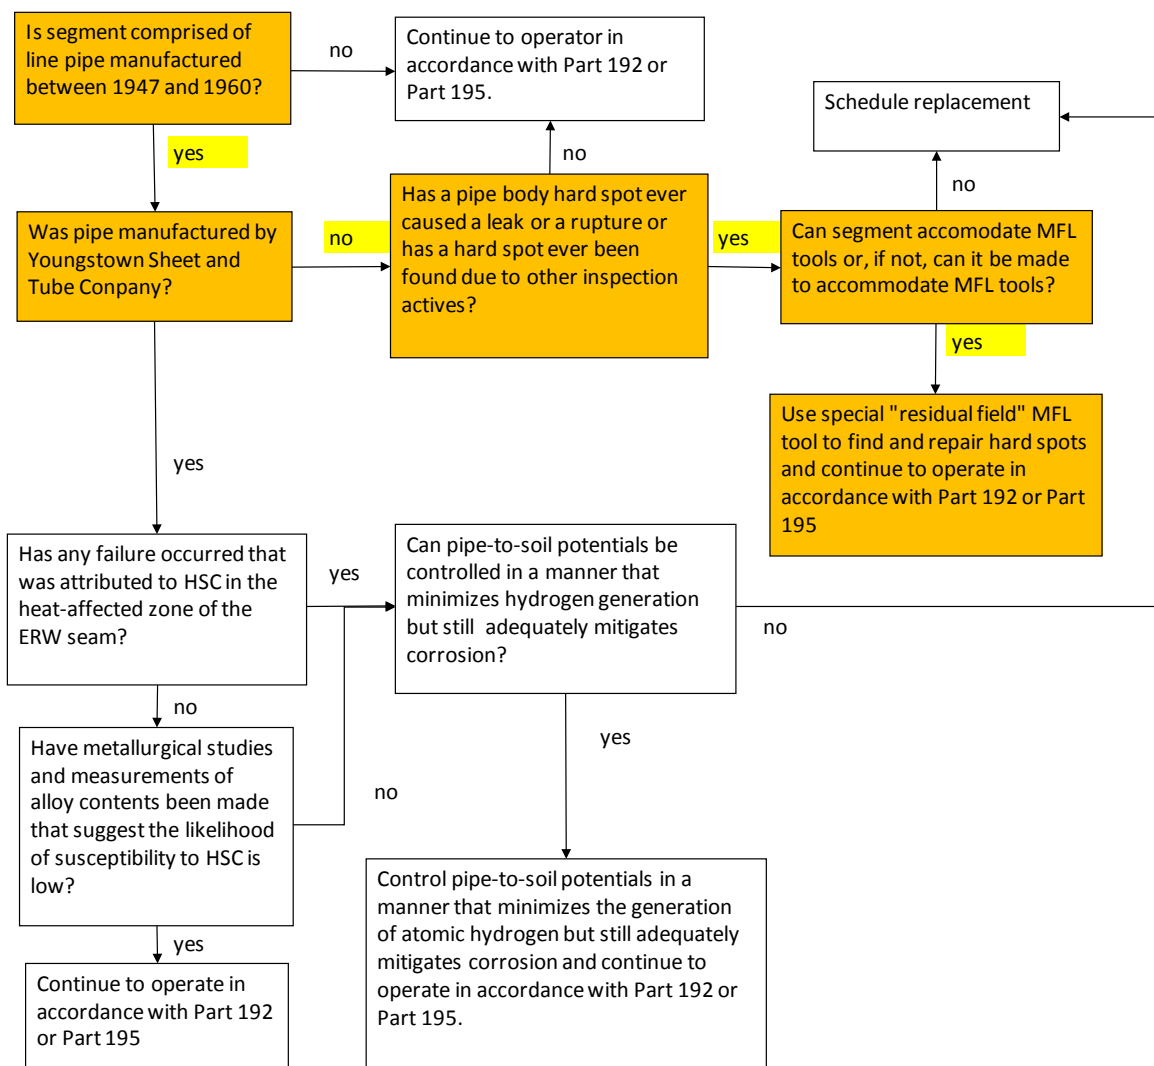 Is segment comprised of
line pipe manufactured
between 1947 and 1960?
no
Continue to operator in
accordance with Part 192 or
Part 195.
Schedule replacement
yes
no
no
Was pipe manufactured by
Youngstown Sheet and
Tube Conpany?
no
Has a pipe body hard spot ever
caused a leak or a rupture or
has a hard spot ever been
found due to other inspection
actives?
yes
Can segment accomodate MFL
tools or, if not, can it be made
to accommodate MFL tools?
yes
Use special "residual field" MFL
tool to find and repair hard spots
and continue to operate in
accordance with Part 192 or Part
195
yes
Has any failure occurred that
was attributed to HSC in the
heat-affected zone of the
ERW seam?
yes
Can pipe-to-soil potentials be
controlled in a manner that
minimizes hydrogen generation
but still  adequately mitigates
corrosion?
no
no
Have metallurgical studies
and measurements of
alloy contents been made
that suggest the likelihood
of susceptibility to HSC is
low?
no
yes
yes
Continue to operate in
accordance with Part 192
or Part 195
Control pipe-to-soil potentials in a
manner that minimizes the generation
of atomic hydrogen but still adequately
mitigates corrosion and continue to
operate in accordance with Part 192 or
Part 195.